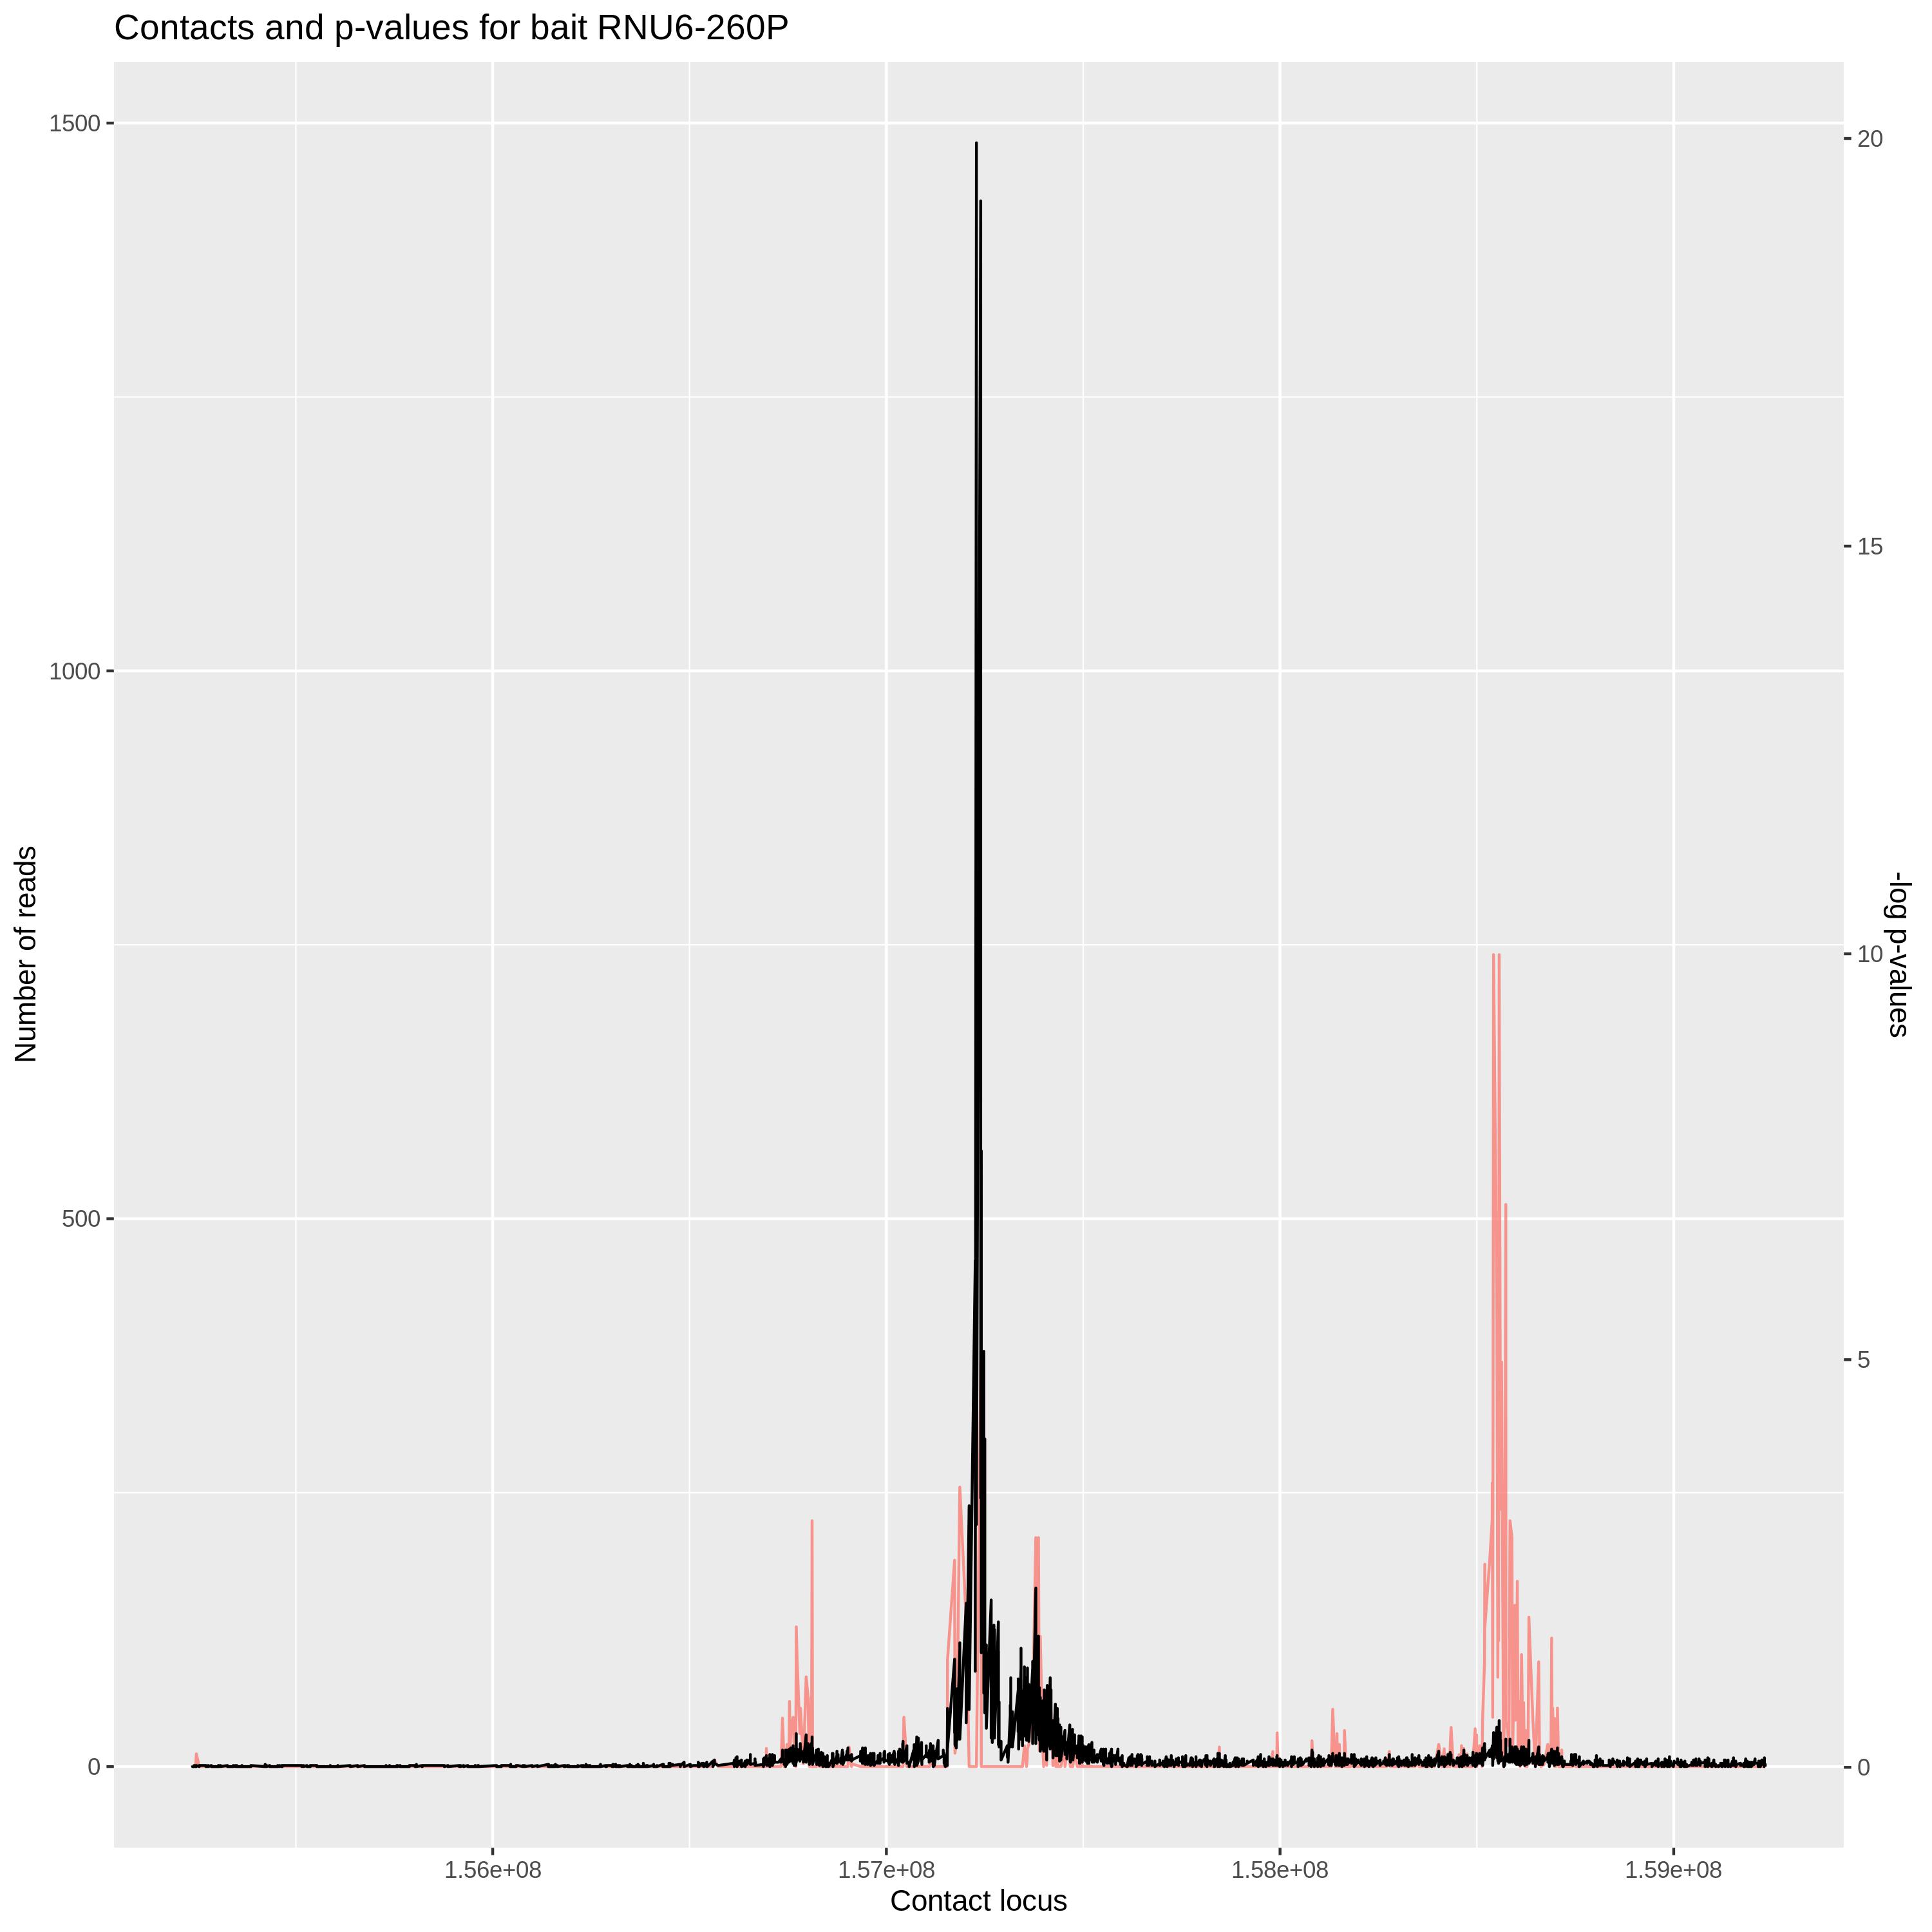 Contacts and p-values for bait RNU6-260P
1500
1000
500
0
Number of reads
20
15
10
5
0
-log p-values
1.56e+08
1.57e+08
1.58e+08
1.59e+08
Contact locus